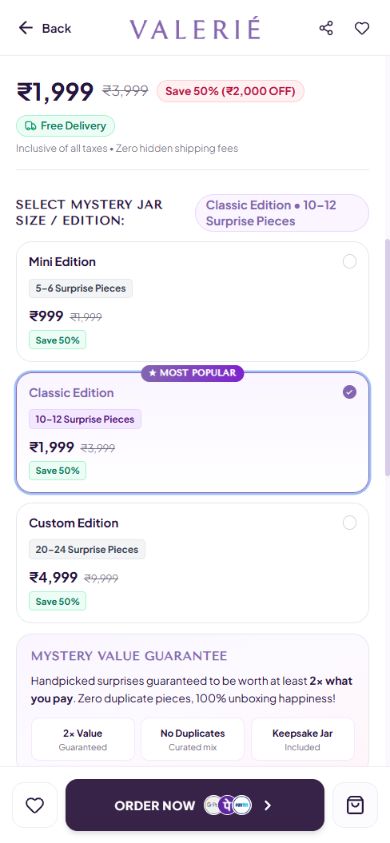 Back
VALERIÉ
₹1,999 ₹3,999 Save 50% (₹2,000 OFF)
Free Delivery
Inclusive of all taxes • Zero hidden shipping fees
SELECT MYSTERY JAR
SIZE / EDITION:
Classic Edition • 10–12
Surprise Pieces
Mini Edition
5–6 Surprise Pieces
₹999 ₹1,999
Save 50%
★ MOST POPULAR
Classic Edition
10–12 Surprise Pieces
₹1,999 ₹3,999
Save 50%
Custom Edition
20–24 Surprise Pieces
₹4,999 ₹9,999
Save 50%
MYSTERY VALUE GUARANTEE
Handpicked surprises guaranteed to be worth at least 2× what
you pay. Zero duplicate pieces, 100% unboxing happiness!
2× Value
Guaranteed
No Duplicates
Curated mix
Keepsake Jar
Included
ORDER NOW